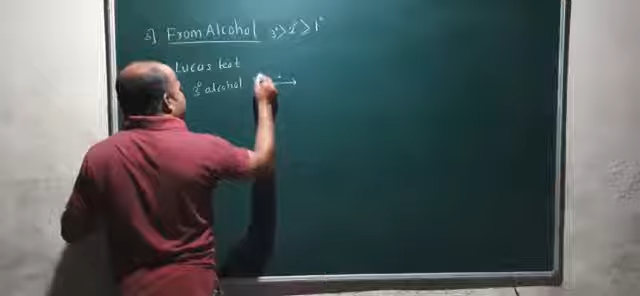 5]. From Alcohol 3° > 2° > 1°
Lucas test
3° alcohol →